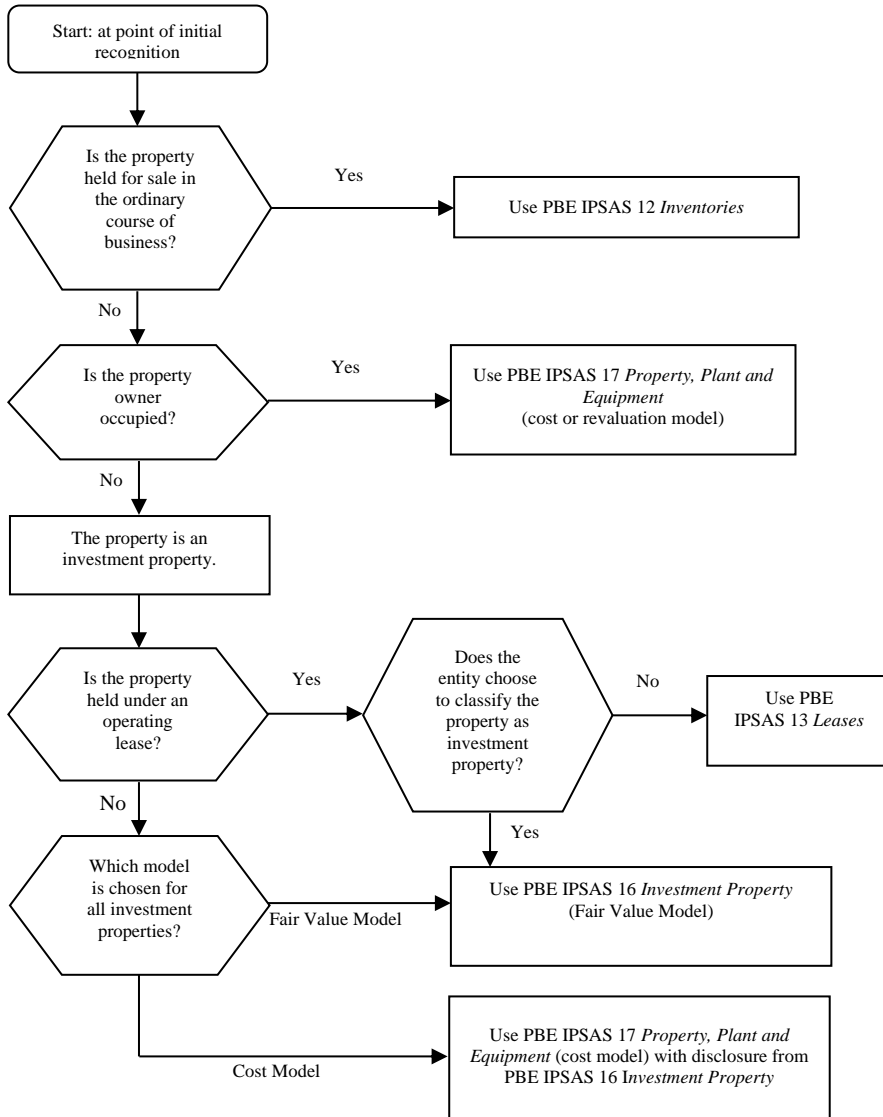 Start: at point of initial
recognition
Is the property
held for sale in
the ordinary
course of
business?
Yes
Use PBE IPSAS 12 Inventories
No
Is the property
owner
occupied?
Yes
Use PBE IPSAS 17 Property, Plant and
Equipment
(cost or revaluation model)
No
The property is an
investment property.
Is the property
held under an
operating
lease?
Yes
Does the
entity choose
to classify the
property as
investment
property?
No
Use PBE
IPSAS 13 Leases
No
Yes
Which model
is chosen for
all investment
properties?
Fair Value Model
Use PBE IPSAS 16 Investment Property
(Fair Value Model)
Cost Model
Use PBE IPSAS 17 Property, Plant and
Equipment (cost model) with disclosure from
PBE IPSAS 16 Investment Property